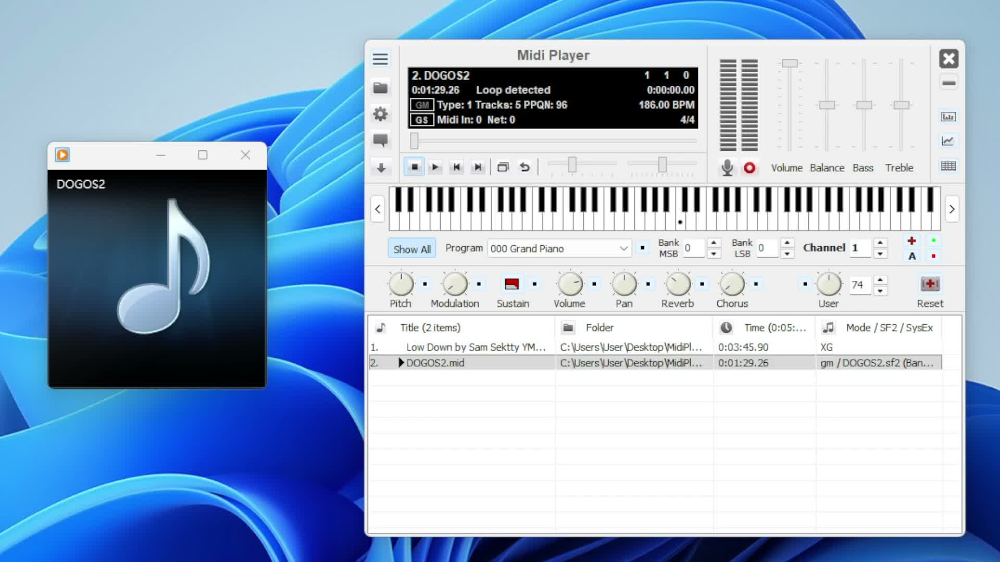 DOGOS2
Midi Player
2. DOGOS2 1 1 0
0:01:29.26 Loop detected 0:00:00.00
GM Type: 1 Tracks: 5 PPQN: 96 186.00 BPM
GS Midi In: 0 Net: 0 4/4
Volume Balance Bass Treble
Show All Program 000 Grand Piano Bank MSB 0 Bank LSB 0 Channel 1
A
74
Pitch Modulation Sustain Volume Pan Reverb Chorus User Reset
Title (2 items) Folder Time (0:05:... Mode / SF2 / SysEx
1. Low Down by Sam Sektty YM... C:\Users\User\Desktop\MidiPl... 0:03:45.90 XG
2. DOGOS2.mid C:\Users\User\Desktop\MidiPl... 0:01:29.26 gm / DOGOS2.sf2 (Ban...